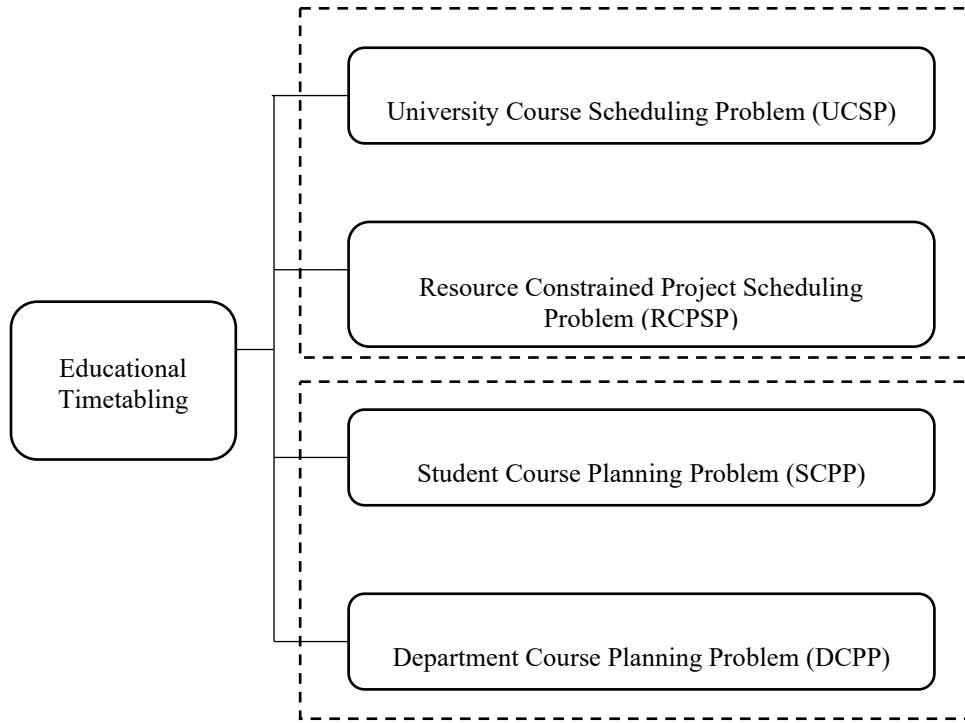 University Course Scheduling Problem (UCSP)
Resource Constrained Project Scheduling
Problem (RCPSP)
Educational
Timetabling
Student Course Planning Problem (SCPP)
Department Course Planning Problem (DCPP)